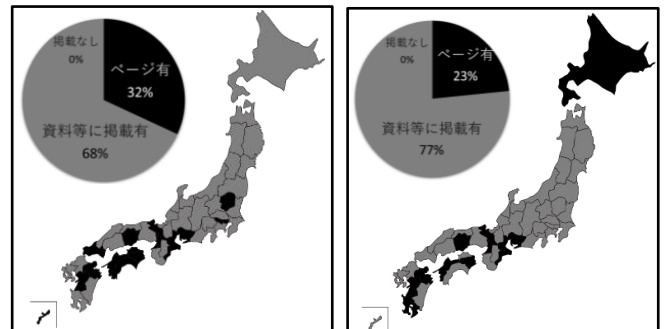 掲載なし
0%
ページ有
32%
資料等に掲載有
68%
掲載なし
0%
ページ有
23%
資料等に掲載有
77%